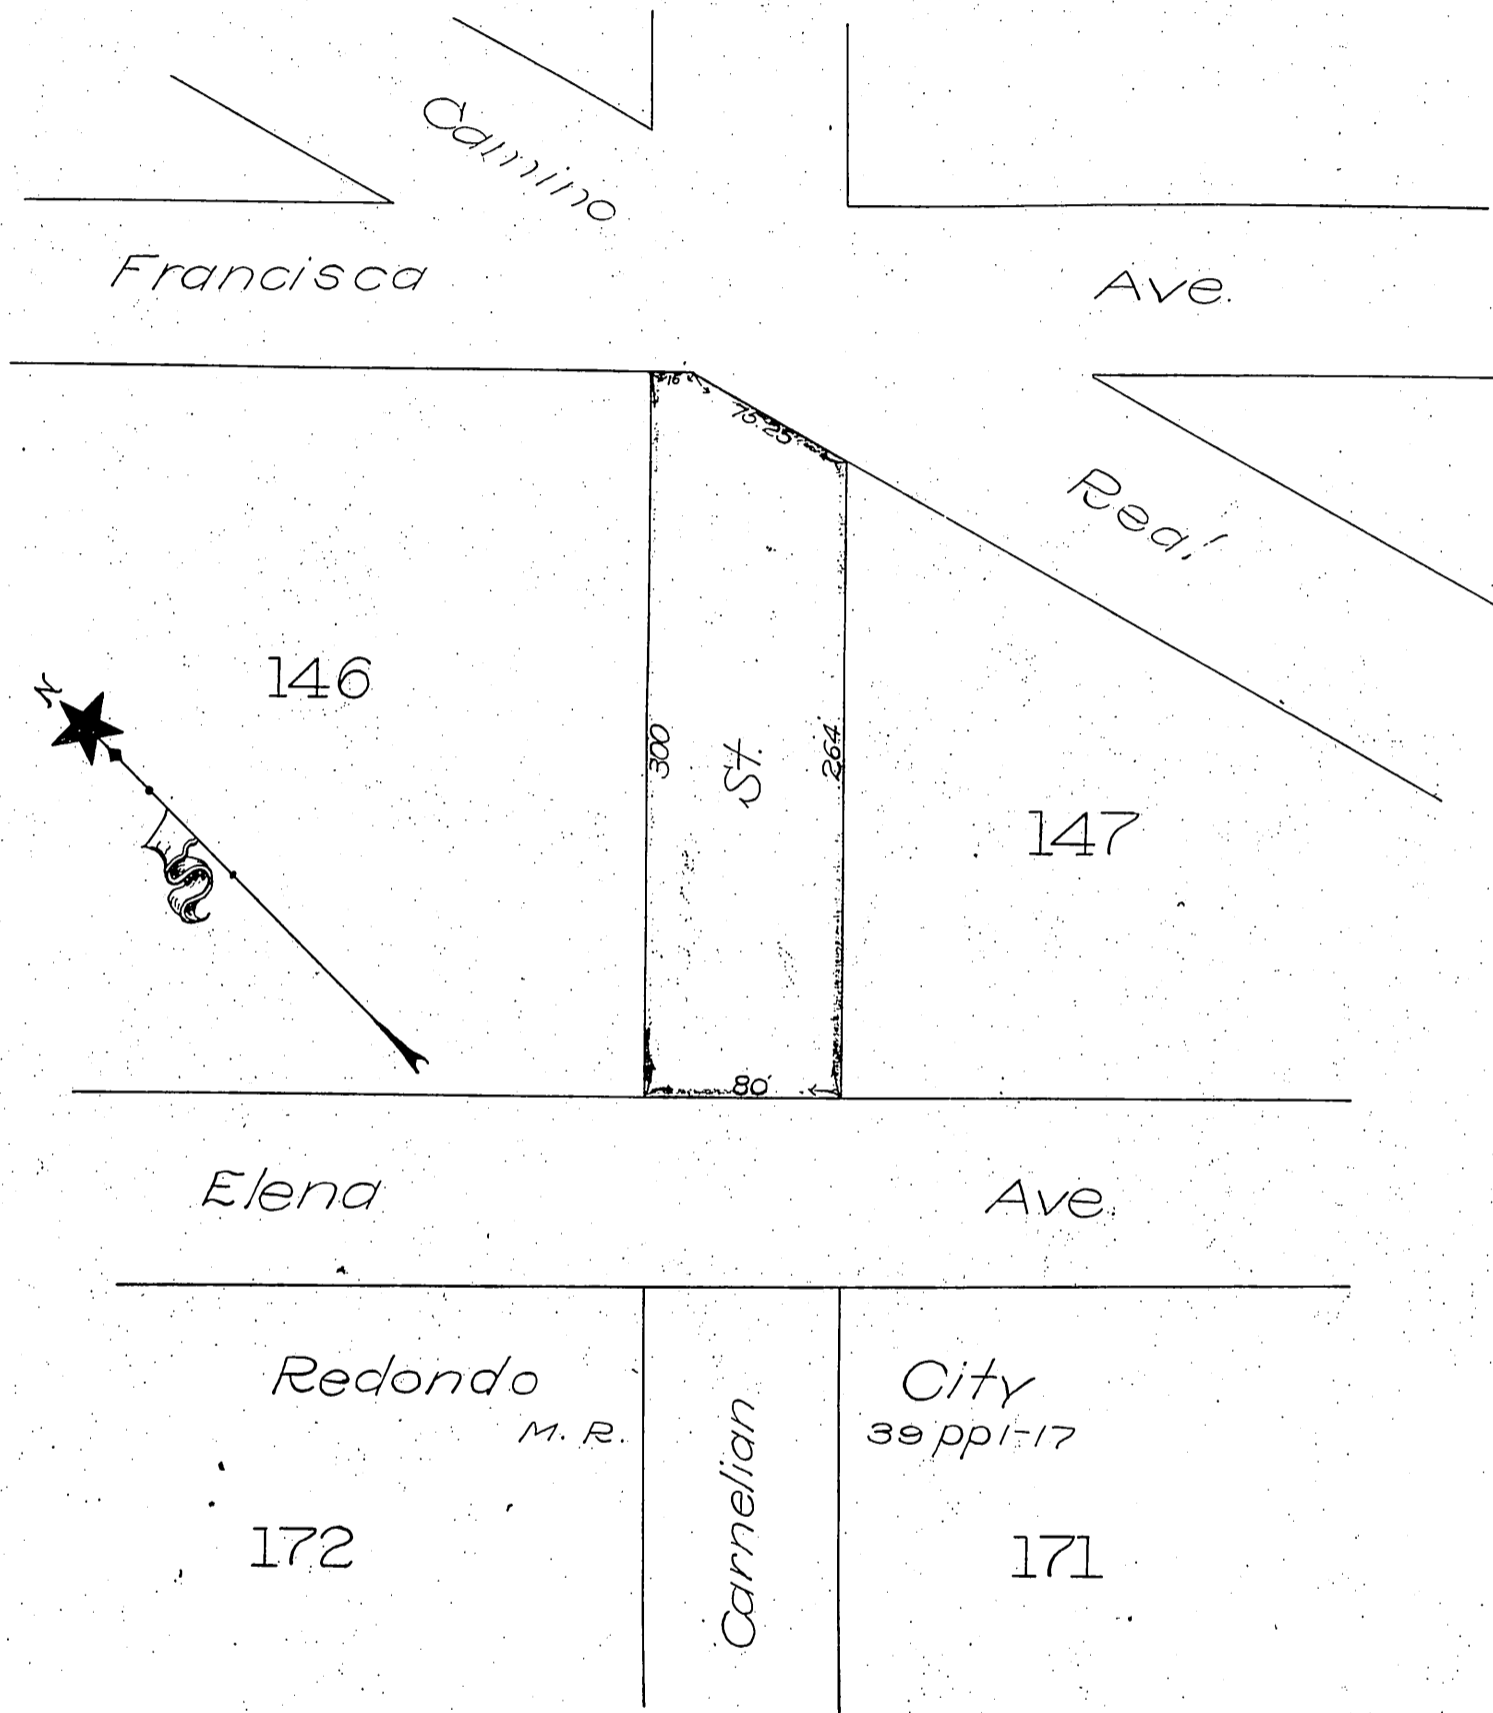 Camino
Francisca Ave.
15
75.25
Real
N
146
300
St.
264
147
80'
Elena Ave.
Redondo City
M. R. 39 pp 1-17
Carnelian
172 171